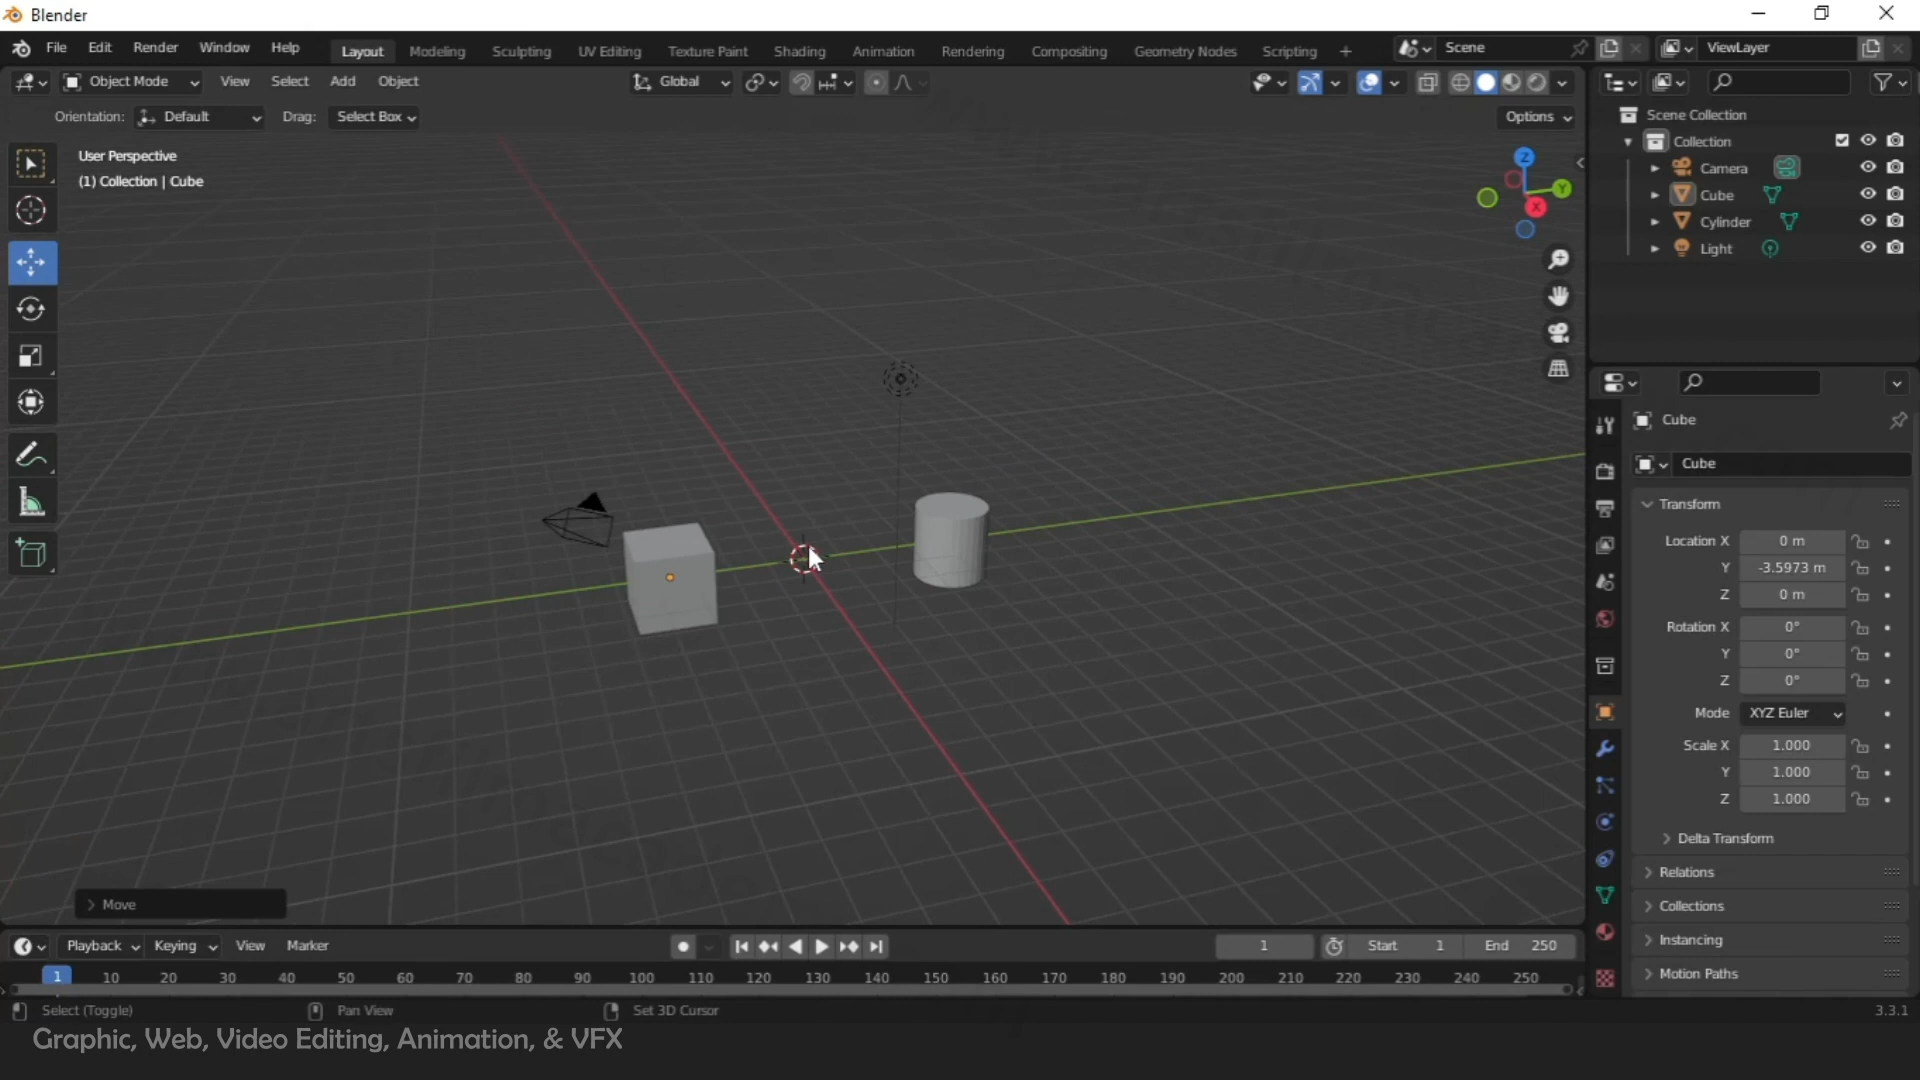 Blender
File Edit Render Window Help Layout Modeling Sculpting UV Editing Texture Paint Shading Animation Rendering Compositing Geometry Nodes Scripting + Scene ViewLayer
Object Mode View Select Add Object Global
Orientation: Default Drag: Select Box Options
User Perspective
(1) Collection | Cube
Z
Y
X
Scene Collection
Collection
Camera
Cube
Cylinder
Light
Cube
Cube
Transform
Location X 0 m
Y -3.5973 m
Z 0 m
Rotation X 0°
Y 0°
Z 0°
Mode XYZ Euler
Scale X 1.000
Y 1.000
Z 1.000
Delta Transform
Relations
Collections
Instancing
Motion Paths
Move
Playback Keying View Marker 1 Start 1 End 250
1 10 20 30 40 50 60 70 80 90 100 110 120 130 140 150 160 170 180 190 200 210 220 230 240 250
Select (Toggle) Pan View Set 3D Cursor 3.3.1
Graphic, Web, Video Editing, Animation, & VFX